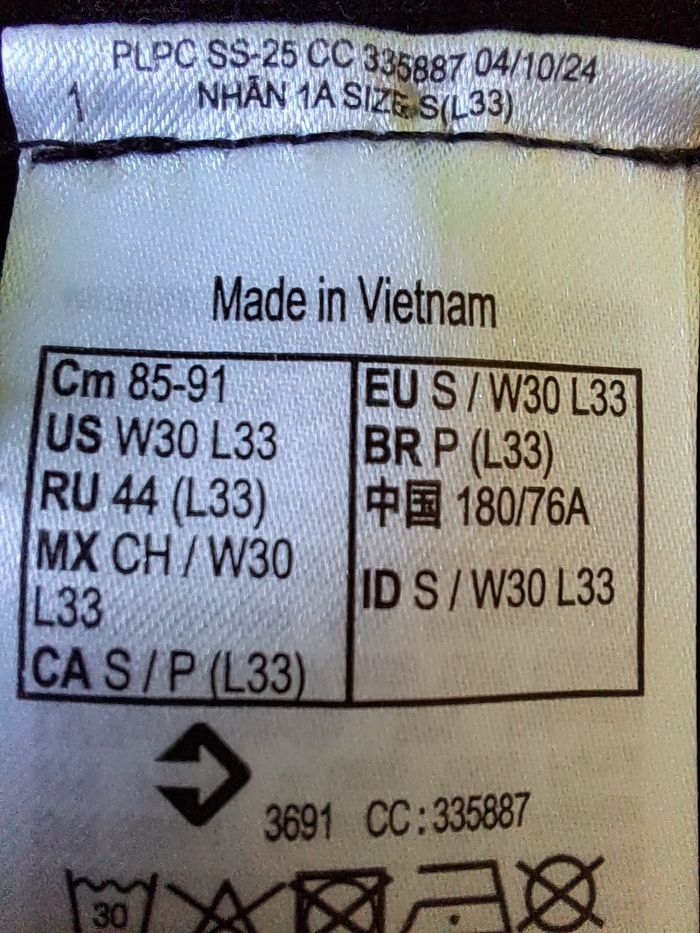 PLPC SS-25 CC 335887 04/10/24
1 NHÃN 1A SIZE S(L33)
Made in Vietnam
Cm 85-91
US W30 L33
RU 44 (L33)
MX CH / W30
L33
CA S / P (L33)
EU S / W30 L33
BR P (L33)
中国 180/76A
ID S / W30 L33
3691 CC:335887
30